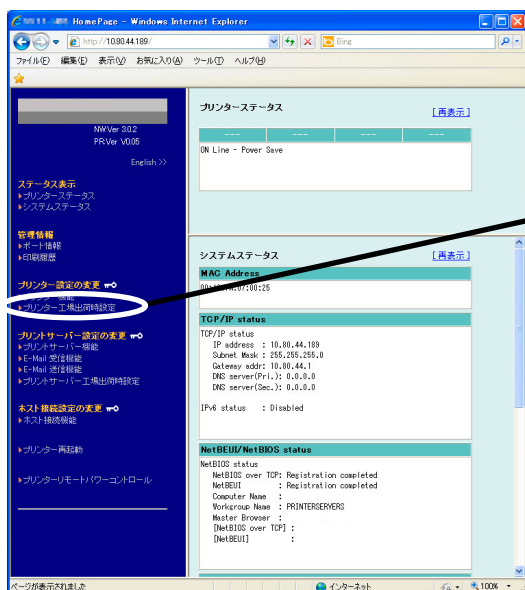 HomePage - Windows Internet Explorer
http://10.80.44.189/
Bing
ファイル(F) 編集(E) 表示(V) お気に入り(A) ツール(T) ヘルプ(H)
NW.Ver 3.0.2
PR.Ver V0.05
English >>
ステータス表示
プリンターステータス
システムステータス
管理情報
ポート情報
印刷履歴
プリンター設定の変更
プリンター工場出荷時設定
プリントサーバー設定の変更
プリントサーバー機能
E-Mail 受信機能
E-Mail 送信機能
プリントサーバー工場出荷時設定
ホスト接続設定の変更
ホスト接続機能
プリンター再起動
プリンターリモートパワーコントロール
プリンターステータス
[再表示]
--- --- --- ---
ON Line - Power Save
システムステータス
[再表示]
MAC Address
TCP/IP status
TCP/IP status
IP address : 10.80.44.189
Subnet Mask : 255.255.255.0
Gateway addr: 10.80.44.1
DNS server(Pri.): 0.0.0.0
DNS server(Sec.): 0.0.0.0
IPv6 status : Disabled
NetBEUI/NetBIOS status
NetBIOS status
NetBIOS over TCP: Registration completed
NetBEUI : Registration completed
Computer Name :
Workgroup Name : PRINTERSERVERS
Master Browser :
[NetBIOS over TCP] :
[NetBEUI] :
ページが表示されました
インターネット
100%